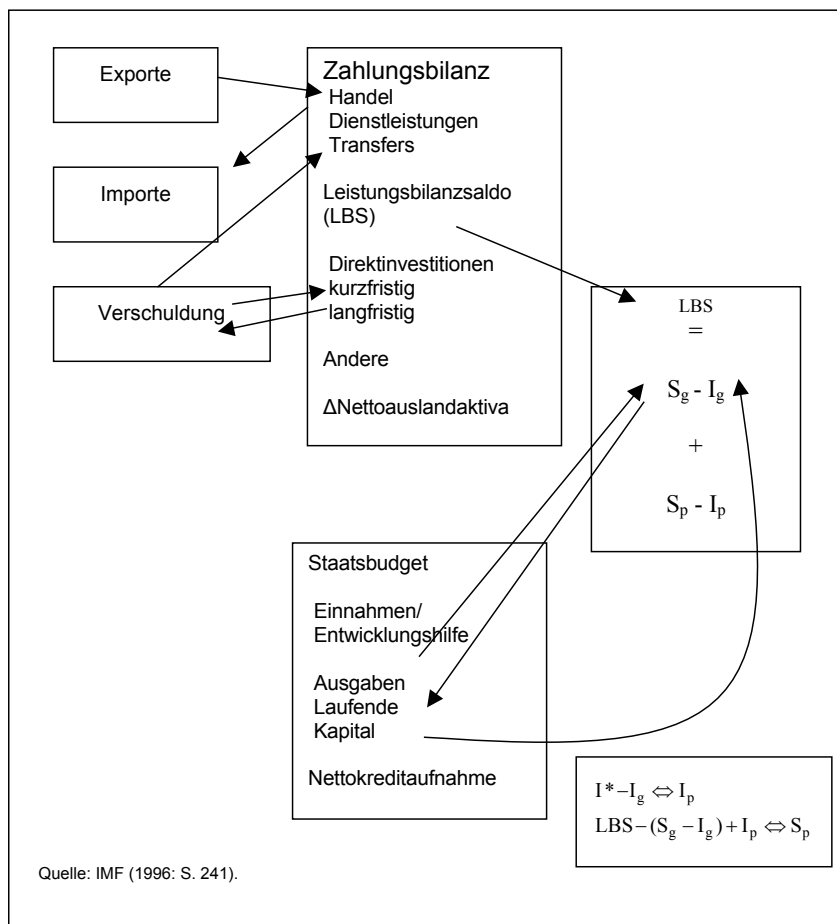 Exporte
Importe
Verschuldung
Zahlungsbilanz
Handel
Dienstleistungen
Transfers
Leistungsbilanzsaldo
(LBS)
Direktinvestitionen
kurzfristig
langfristig
Andere
ΔNettoauslandaktiva
LBS
=
S_g - I_g
+
S_p - I_p
Staatsbudget
Einnahmen/
Entwicklungshilfe
Ausgaben
Laufende
Kapital
Nettokreditaufnahme
I*−I_g ⇔ I_p
LBS−(S_g − I_g)+I_p ⇔ S_p
Quelle: IMF (1996: S. 241).